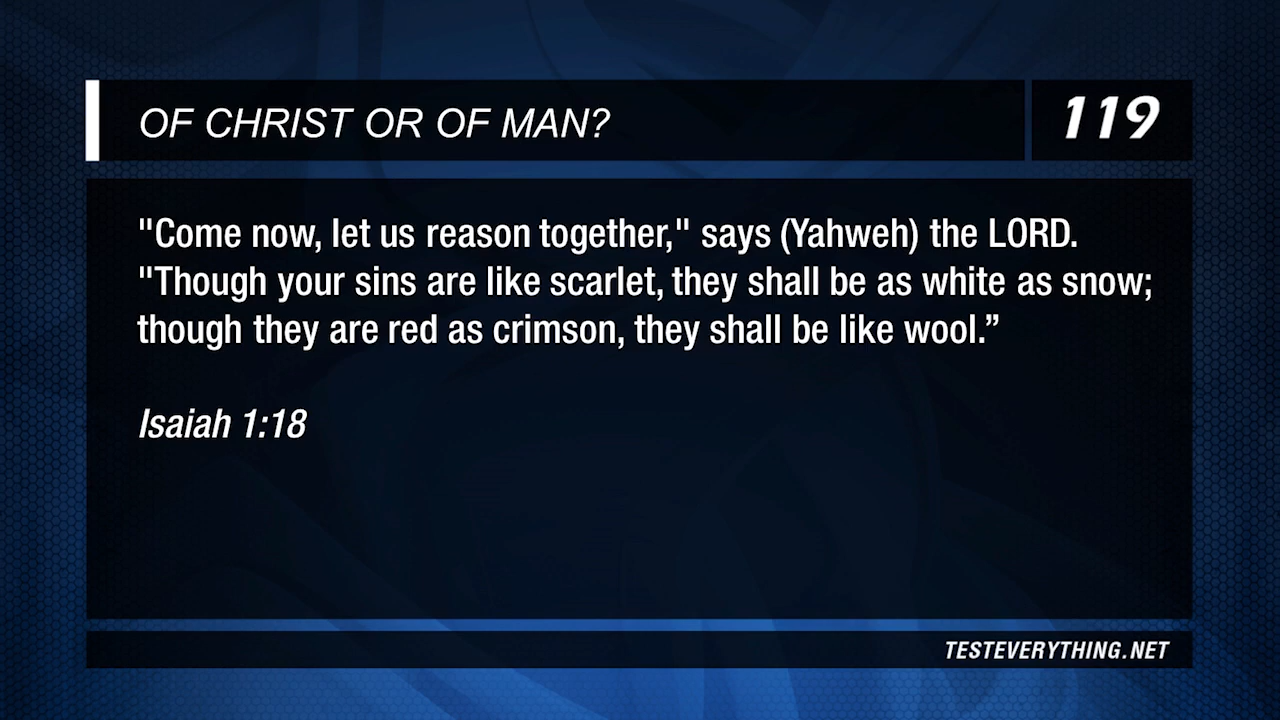 OF CHRIST OR OF MAN?
119
"Come now, let us reason together," says (Yahweh) the LORD.
"Though your sins are like scarlet, they shall be as white as snow;
though they are red as crimson, they shall be like wool.”
Isaiah 1:18
TESTEVERYTHING.NET